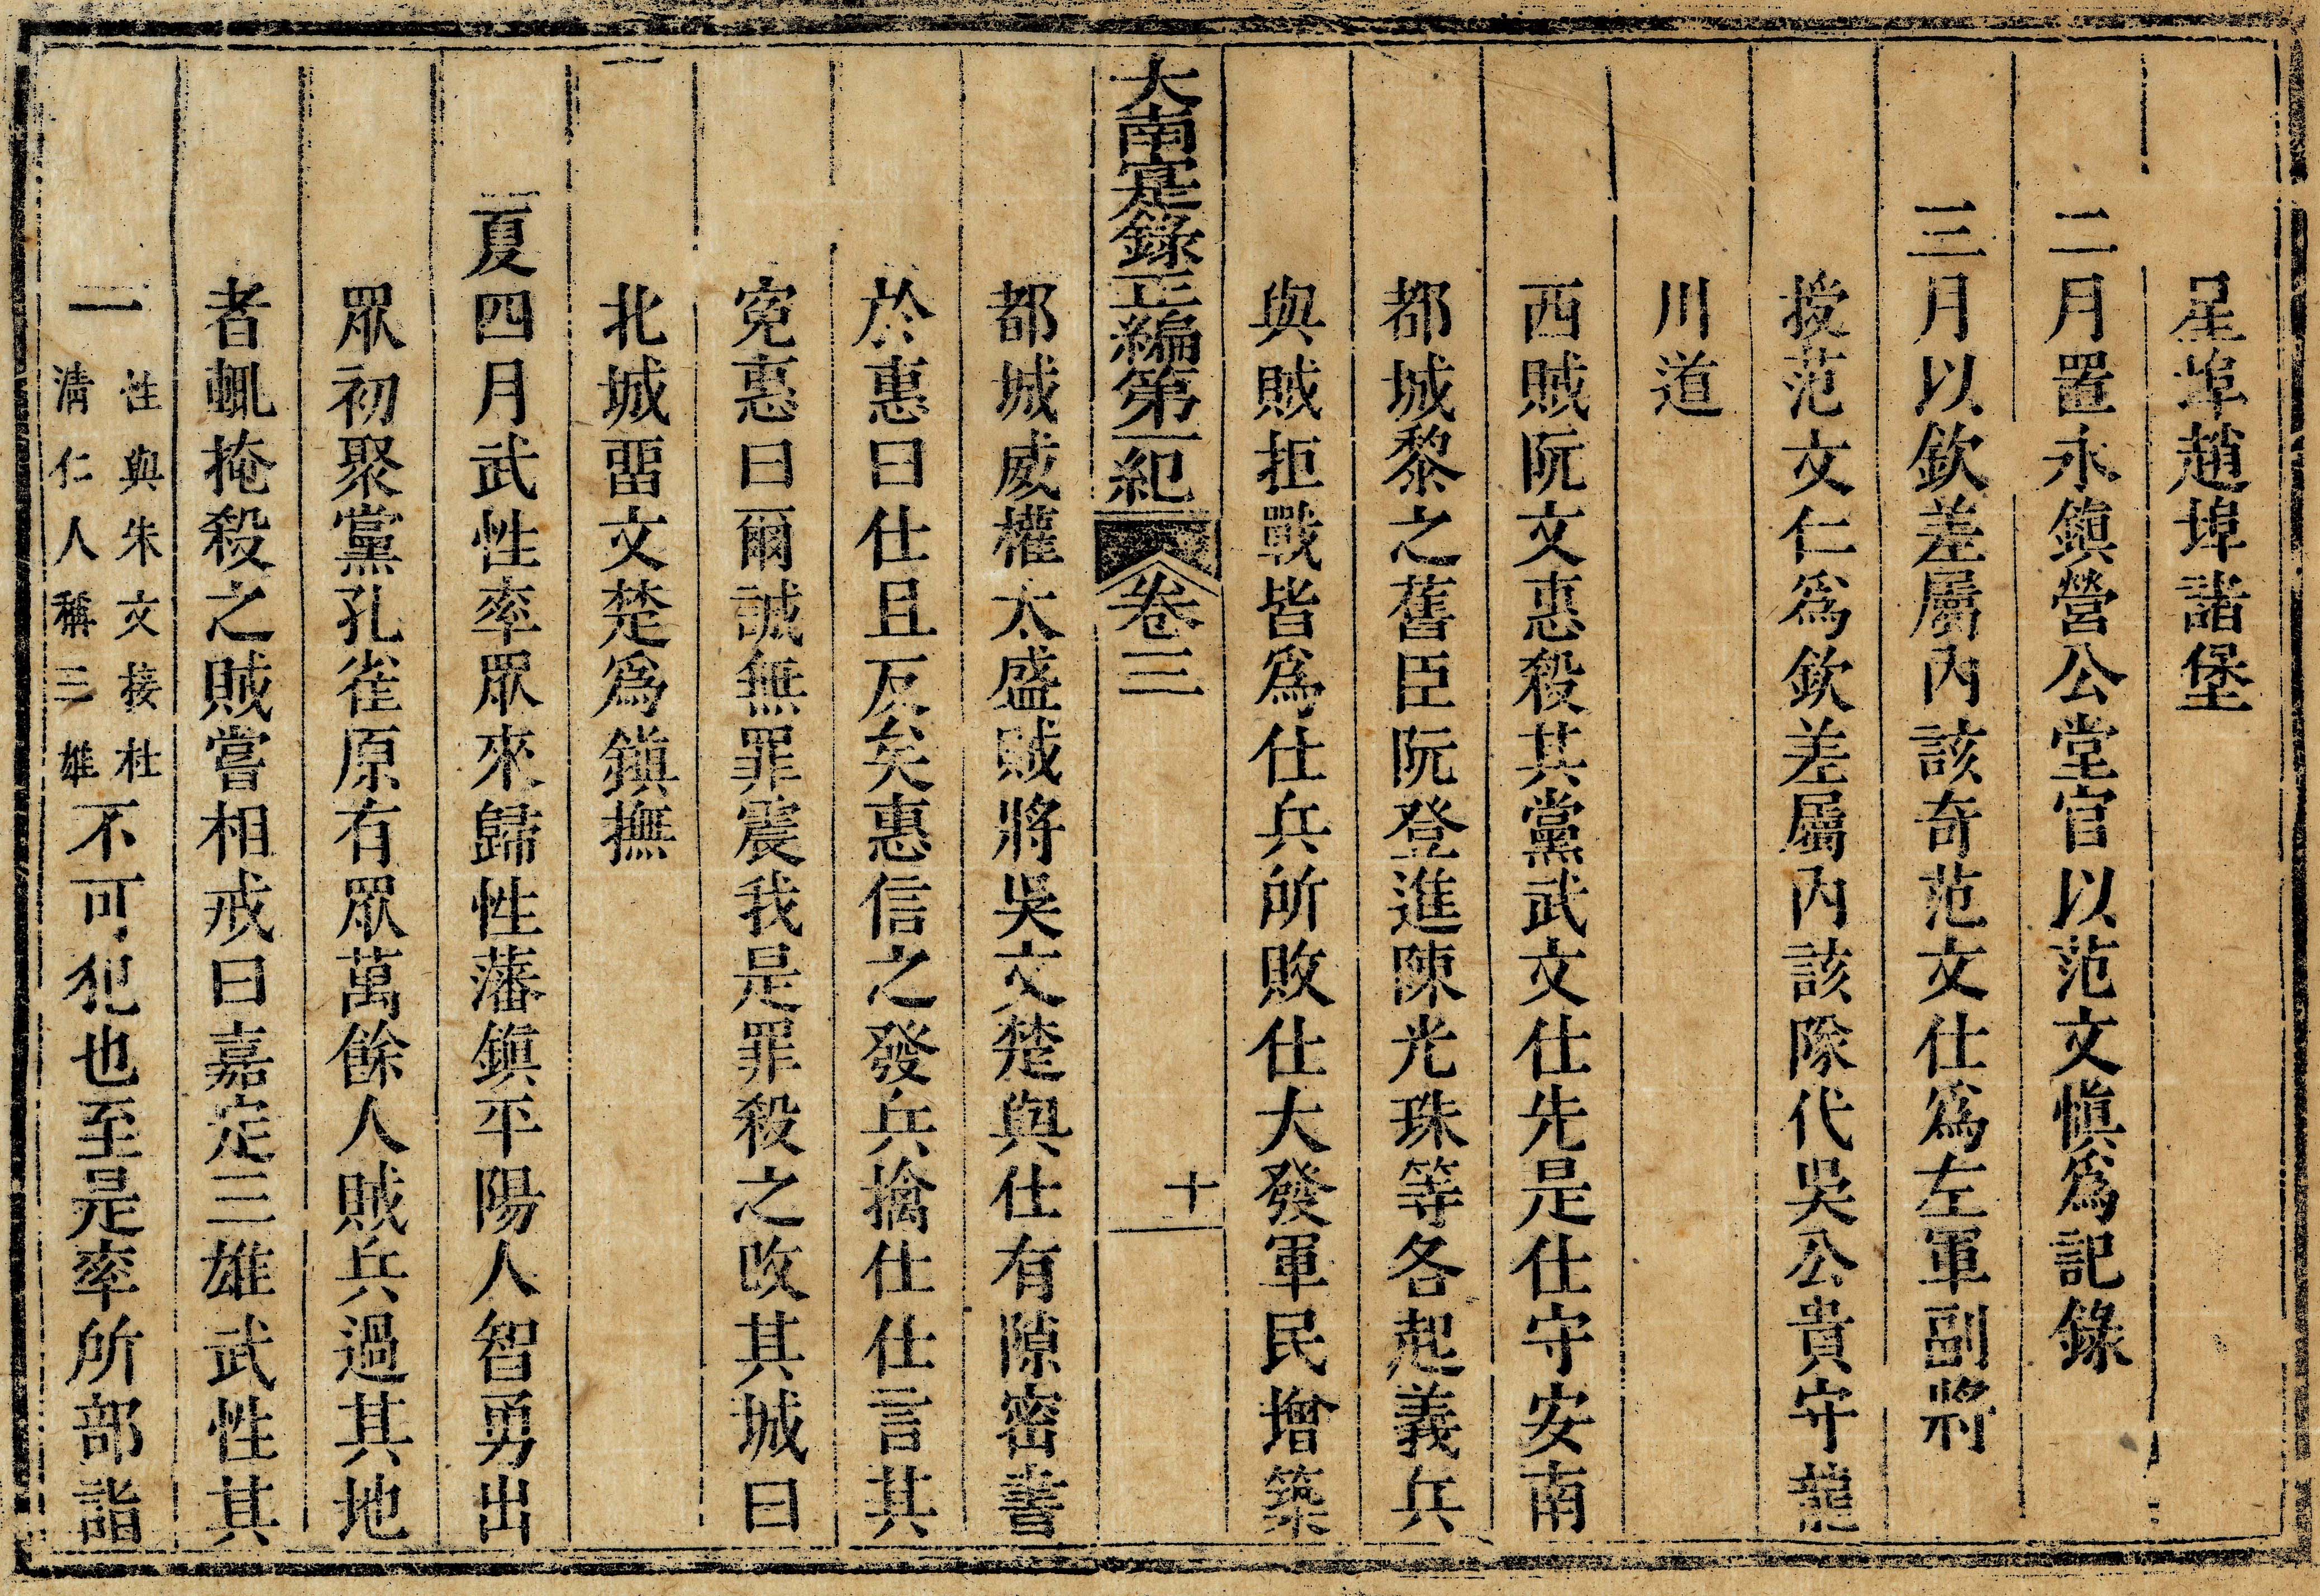 星埠趙埠諸堡
二月置永鎮營公堂官以范文慎爲記錄
三月以欽差屬內該奇范文仕爲左軍副將
授范文仁爲欽差屬內該隊代吳公貴守龍
川道
西賊阮文惠殺其黨武文仕先是仕守安南
都城黎之舊臣阮登進陳光珠等各起義兵
與賊拒戰皆爲仕兵所敗仕大發軍民增築
大南寔錄正編第一紀 卷三 十
都城威權太盛賊將吳文楚與仕有隙密書
於惠曰仕且反矣惠信之發兵擒仕仕言其
寃惠曰爾誠無罪震我是罪殺之改其城曰
北城畱文楚爲鎮撫
夏四月武性率眾來歸性藩鎮平陽人智勇出
眾初聚黨孔雀原有眾萬餘人賊兵過其地
者輒掩殺之賊嘗相戒曰嘉定三雄武性其
一性與朱文接杜清仁人稱三雄不可犯也至是率所部詣